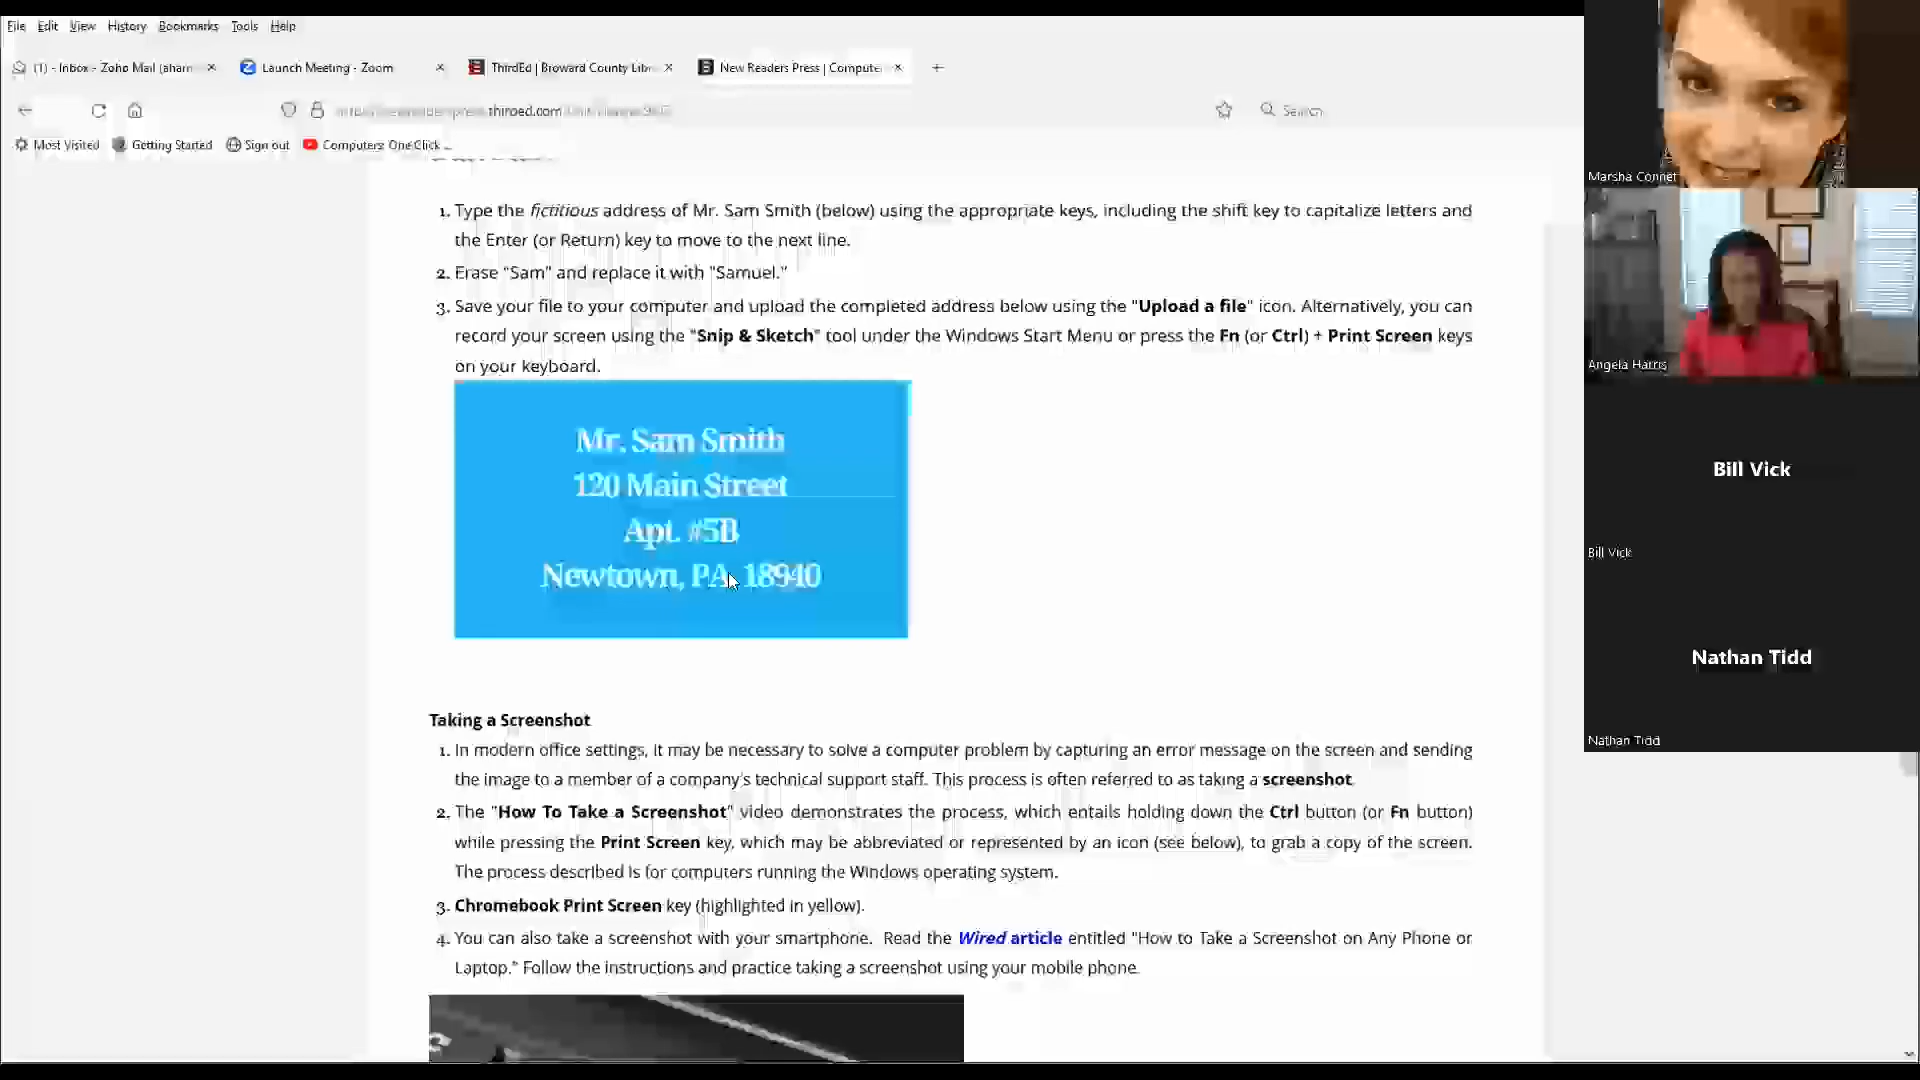 File Edit View History Bookmarks Tools Help
(1) - Inbox - Zoho Mail (aharri
Launch Meeting - Zoom
ThirdEd | Broward County Libr
New Readers Press | Compute
thirded.com
Search
Most Visited Getting Started Sign out Computers: One Click ...
1. Type the fictitious address of Mr. Sam Smith (below) using the appropriate keys, including the shift key to capitalize letters and
the Enter (or Return) key to move to the next line.
2. Erase "Sam" and replace it with "Samuel."
3. Save your file to your computer and upload the completed address below using the "Upload a file" icon. Alternatively, you can
record your screen using the "Snip & Sketch" tool under the Windows Start Menu or press the Fn (or Ctrl) + Print Screen keys
on your keyboard.
Mr. Sam Smith
120 Main Street
Apt. #5B
Newtown, PA 18940
Taking a Screenshot
1. In modern office settings, it may be necessary to solve a computer problem by capturing an error message on the screen and sending
the image to a member of a company's technical support staff. This process is often referred to as taking a screenshot.
2. The "How To Take a Screenshot" video demonstrates the process, which entails holding down the Ctrl button (or Fn button)
while pressing the Print Screen key, which may be abbreviated or represented by an icon (see below), to grab a copy of the screen.
The process described is for computers running the Windows operating system.
3. Chromebook Print Screen key (highlighted in yellow).
4. You can also take a screenshot with your smartphone. Read the Wired article entitled "How to Take a Screenshot on Any Phone or
Laptop." Follow the instructions and practice taking a screenshot using your mobile phone.
Marsha Connet
Angela Harris
Bill Vick
Bill Vick
Nathan Tidd
Nathan Tidd